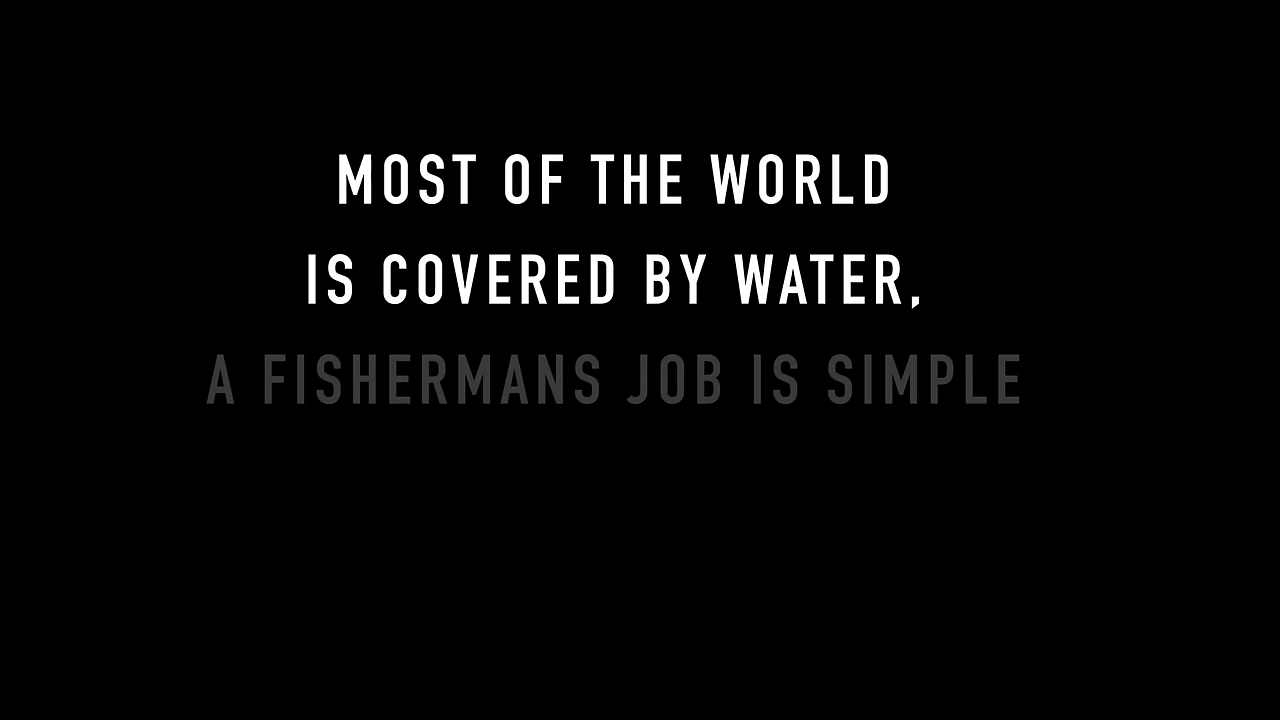 MOST OF THE WORLD
IS COVERED BY WATER,
A FISHERMANS JOB IS SIMPLE